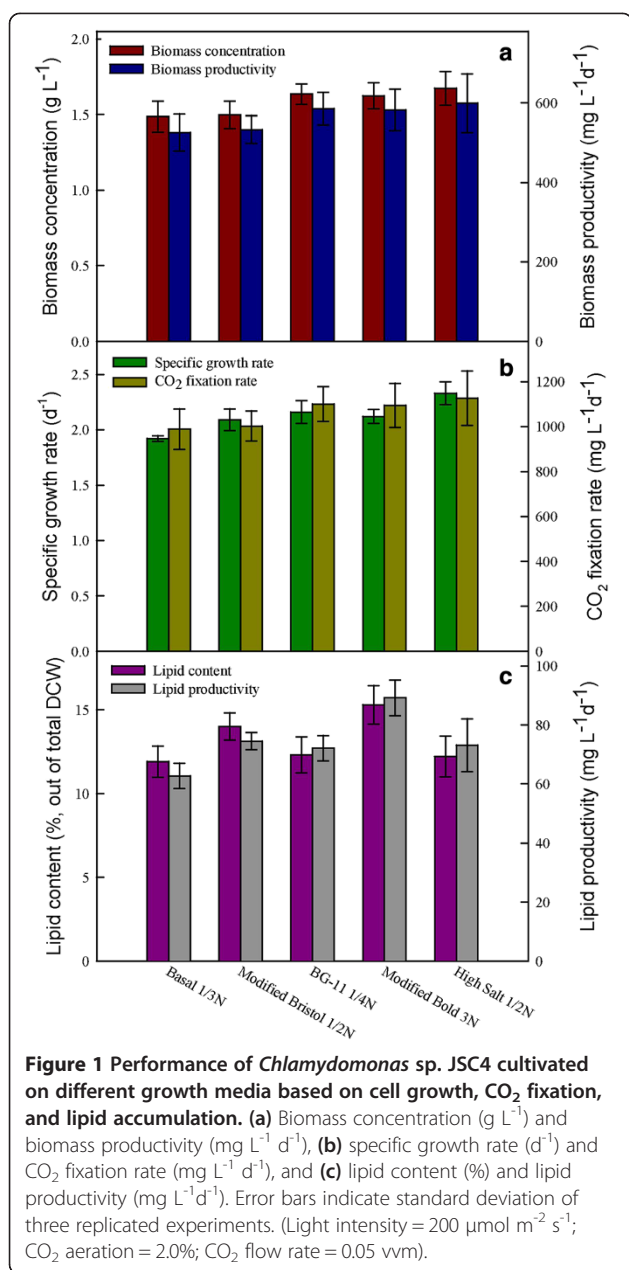 a
Biomass concentration
Biomass productivity
Biomass concentration (g L⁻¹)
2.0
1.5
1.0
0.5
0.0
Biomass productivity (mg L⁻¹d⁻¹)
600
400
200
0
b
Specific growth rate
CO₂ fixation rate
Specific growth rate (d⁻¹)
2.5
2.0
1.5
1.0
0.5
0.0
CO₂ fixation rate (mg L⁻¹d⁻¹)
1200
1000
800
600
400
200
0
c
Lipid content
Lipid productivity
Lipid content (%, out of total DCW)
15
10
5
0
Lipid productivity (mg L⁻¹d⁻¹)
100
80
60
40
20
0
Basal 1/3N
Modified Bristol 1/2N
BG-11 1/4N
Modified Bold 3N
High Salt 1/2N
Figure 1 Performance of Chlamydomonas sp. JSC4 cultivated
on different growth media based on cell growth, CO₂ fixation,
and lipid accumulation. (a) Biomass concentration (g L⁻¹) and
biomass productivity (mg L⁻¹ d⁻¹), (b) specific growth rate (d⁻¹) and
CO₂ fixation rate (mg L⁻¹ d⁻¹), and (c) lipid content (%) and lipid
productivity (mg L⁻¹d⁻¹). Error bars indicate standard deviation of
three replicated experiments. (Light intensity = 200 μmol m⁻² s⁻¹;
CO₂ aeration = 2.0%; CO₂ flow rate = 0.05 vvm).